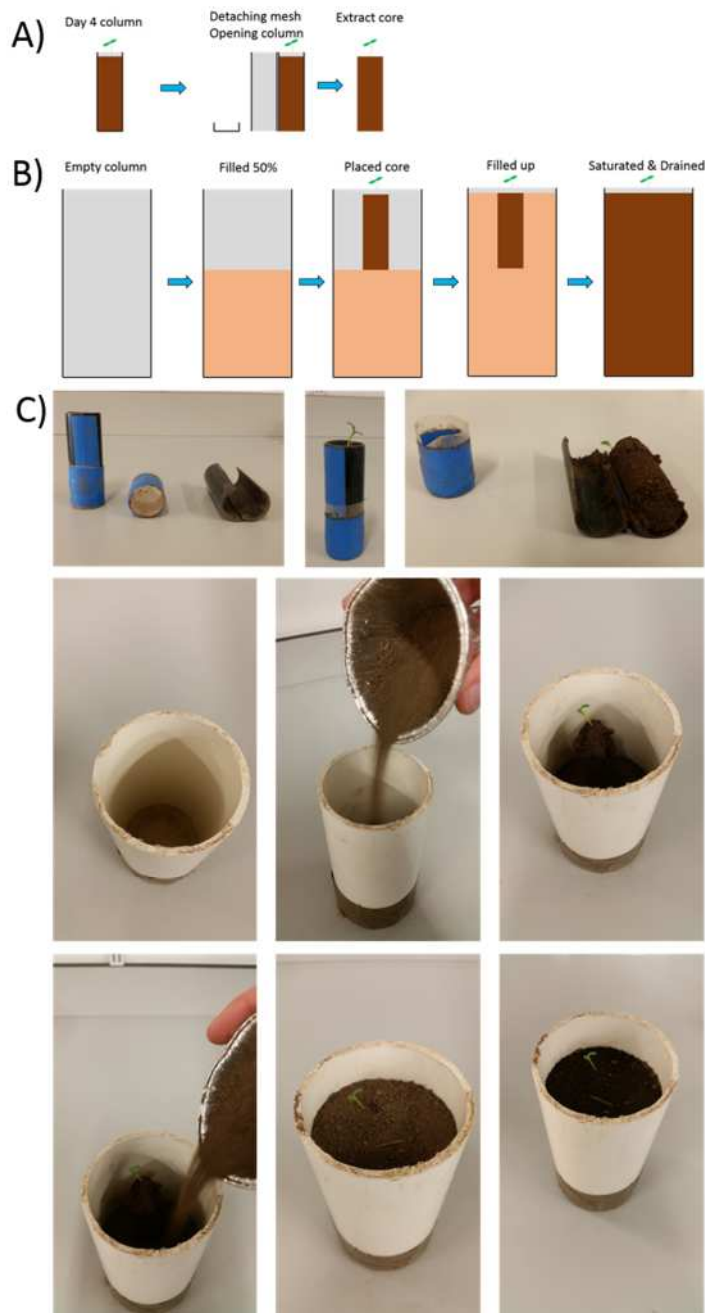 A)
Day 4 column
Detaching mesh
Opening column
Extract core
B)
Empty column
Filled 50%
Placed core
Filled up
Saturated & Drained
C)